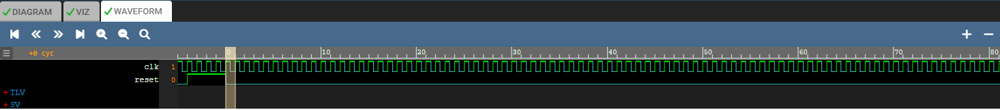 DIAGRAM VIZ WAVEFORM
+0 cyc 0 10 20 30 40 50 60 70 80
clk 1
reset 0
+ TLV
+ SV